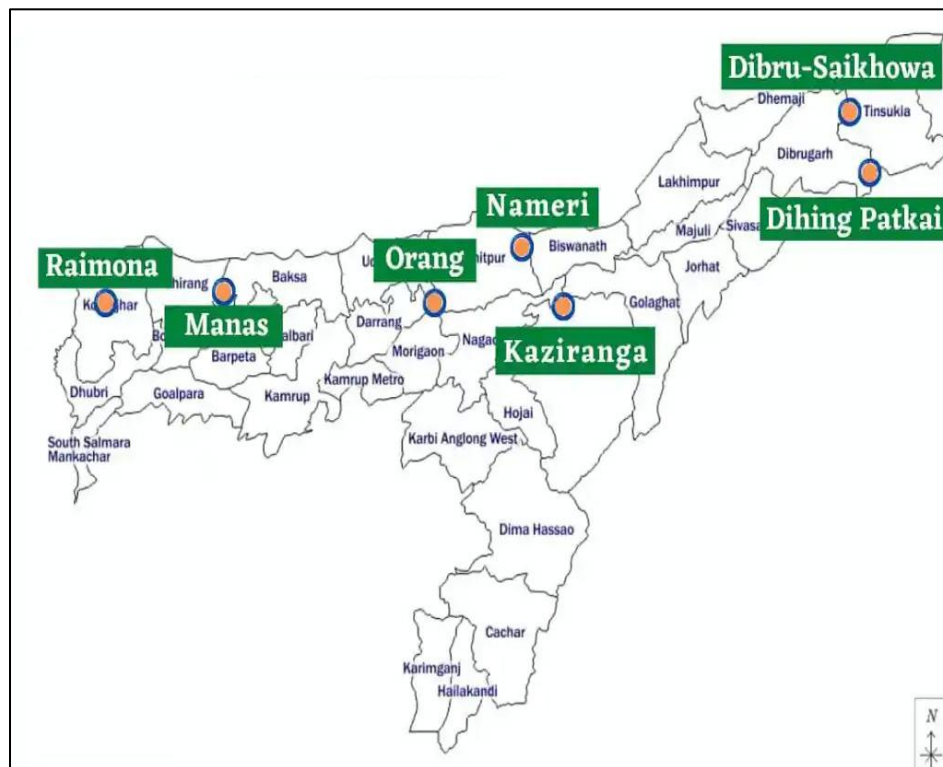 Dibru-Saikhowa
Dhemaji
Tinsukia
Dibrugarh
Lakhimpur
Dihing Patkai
Nameri
Majuli
Biswanath
Jorhat
Orang
Raimona
Baksa
Manas
Darrang
Golaghat
Kaziranga
Morigaon
Barpeta
Kamrup Metro
Dhubri
Goalpara
Kamrup
Hojai
Karbi Anglong West
South Salmara
Mankachar
Dima Hassao
Cachar
Karimganj
Hailakandi
N